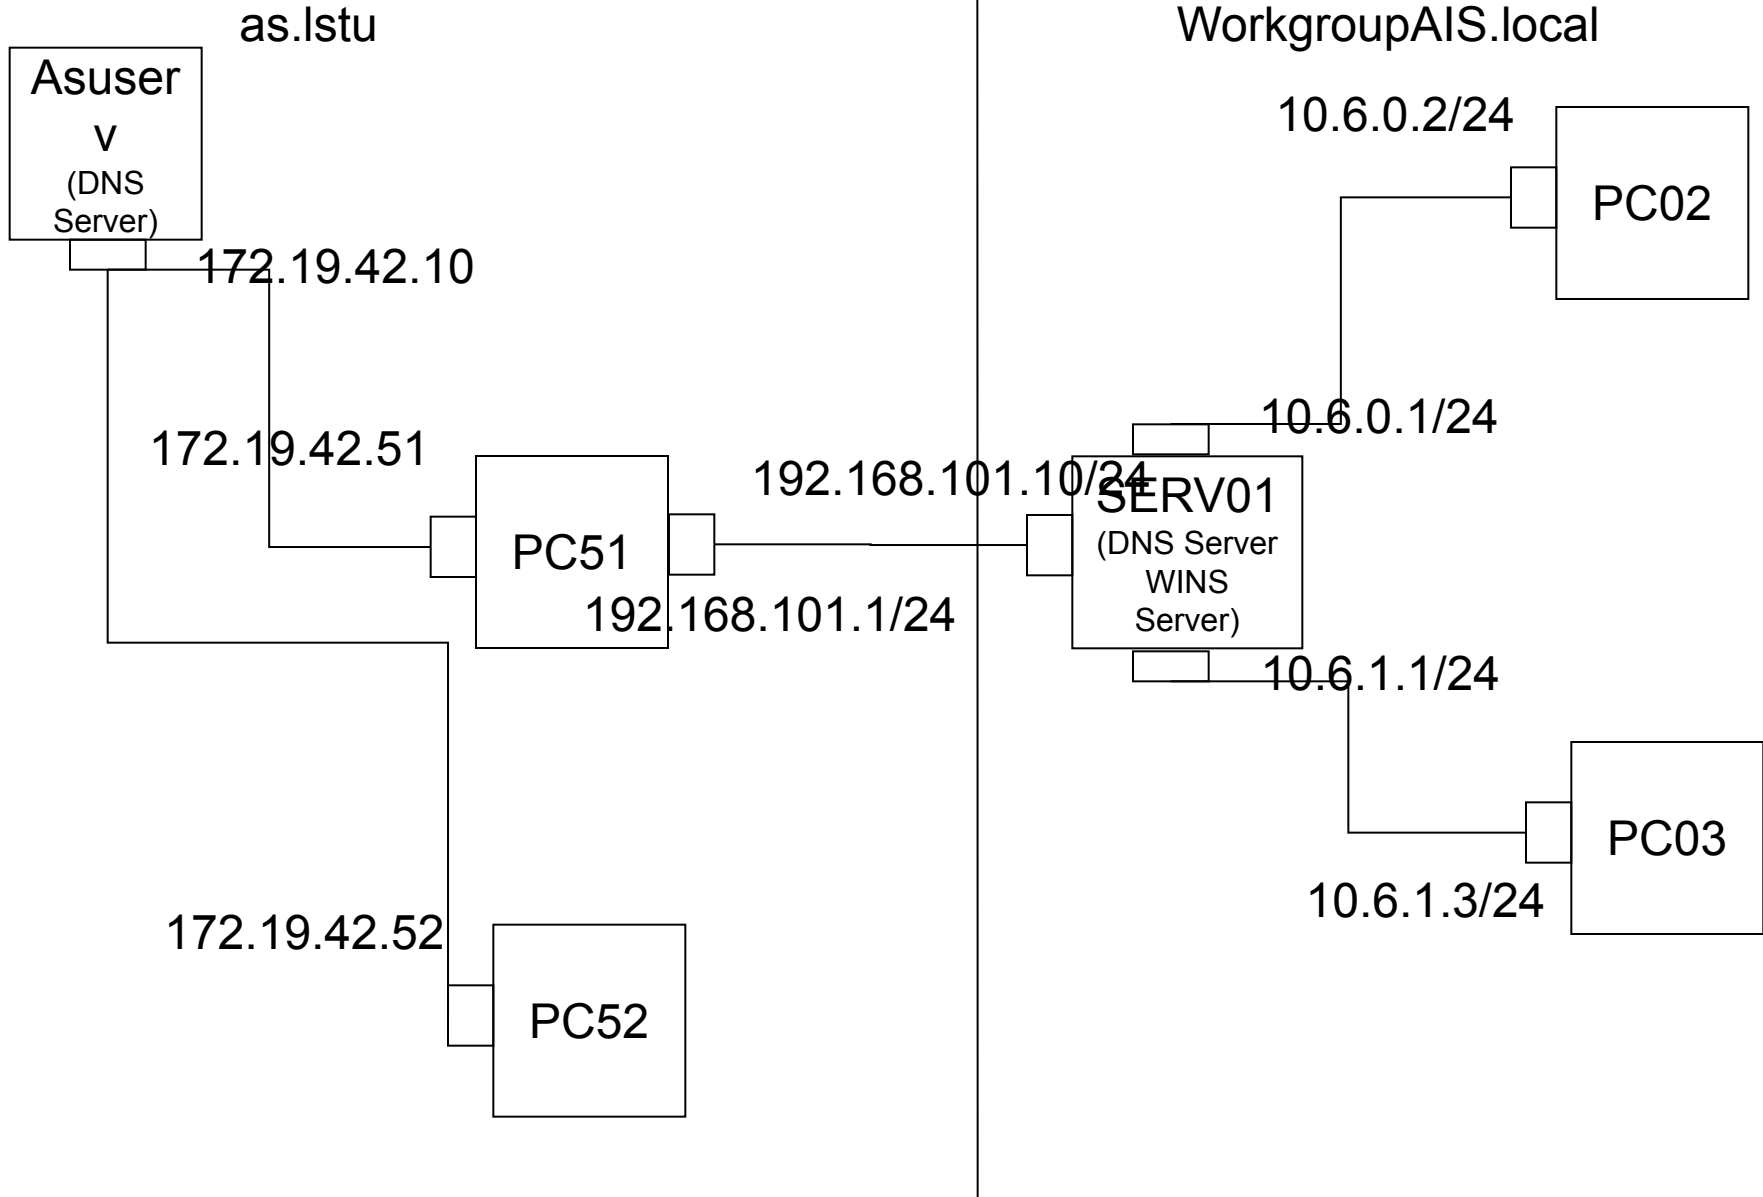 as.lstu
WorkgroupAIS.local
Asuser
v
(DNS
Server)
10.6.0.2/24
PC02
172.19.42.10
172.19.42.51
10.6.0.1/24
192.168.101.10/24
SERV01
(DNS Server
WINS
Server)
PC51
192.168.101.1/24
10.6.1.1/24
PC03
10.6.1.3/24
172.19.42.52
PC52